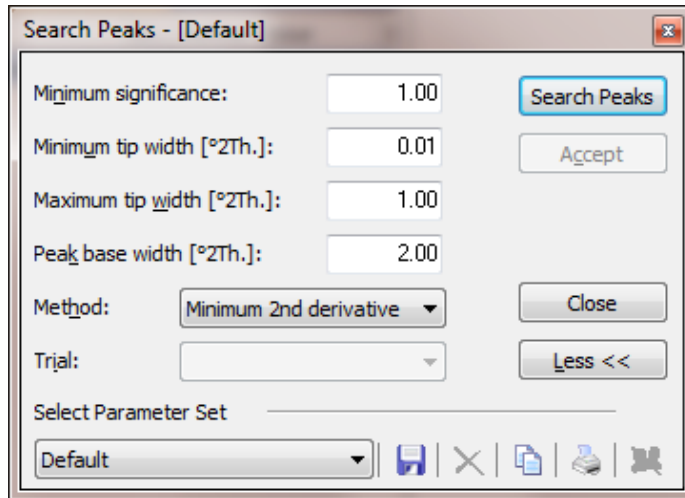 Search Peaks - [Default]
Minimum significance: 1.00 Search Peaks
Minimum tip width [°2Th.]: 0.01 Accept
Maximum tip width [°2Th.]: 1.00
Peak base width [°2Th.]: 2.00
Method: Minimum 2nd derivative Close
Trial: Less <<
Select Parameter Set
Default